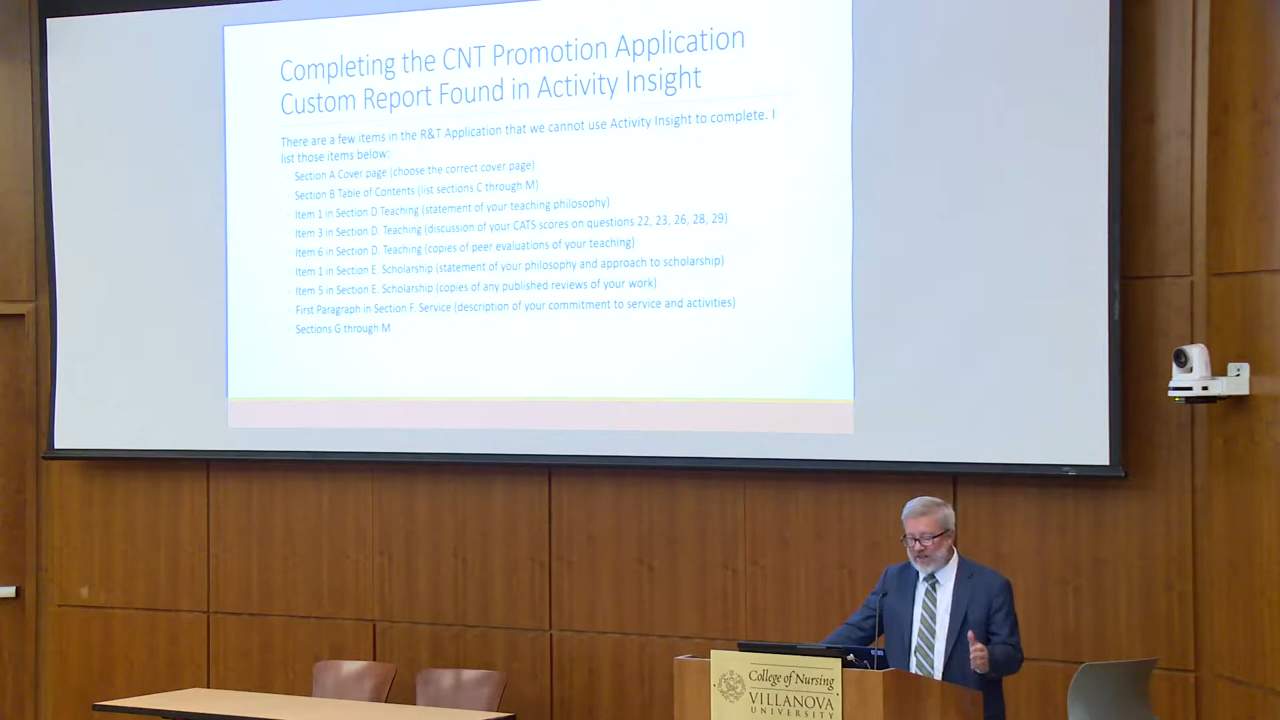 Completing the CNT Promotion Application
Custom Report Found in Activity Insight
There are a few items in the R&T Application that we cannot use Activity Insight to complete. I
list those items below:
Section A Cover page (choose the correct cover page)
Section B Table of Contents (list sections C through M)
Item 1 in Section D Teaching (statement of your teaching philosophy)
Item 3 in Section D. Teaching (discussion of your CATS scores on questions 22, 23, 26, 28, 29)
Item 6 in Section D. Teaching (copies of peer evaluations of your teaching)
Item 1 in Section E. Scholarship (statement of your philosophy and approach to scholarship)
Item 5 in Section E. Scholarship (copies of any published reviews of your work)
First Paragraph in Section F. Service (description of your commitment to service and activities)
Sections G through M
College of Nursing
VILLANOVA
UNIVERSITY